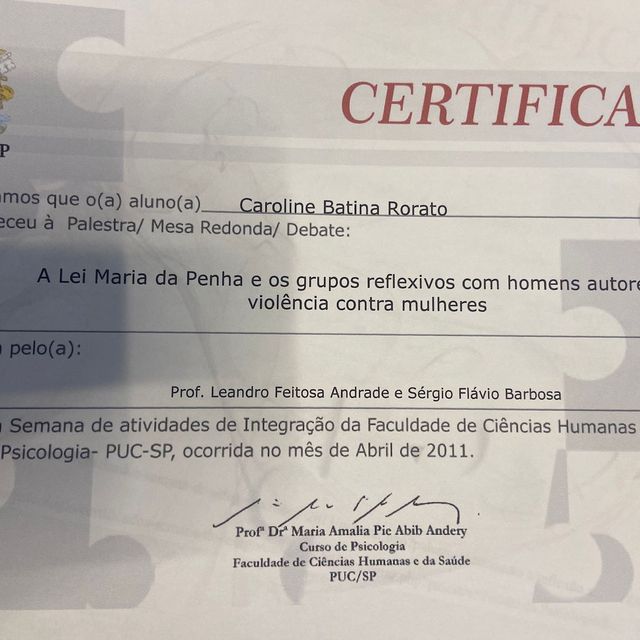 CERTIFICA
P
amos que o(a) aluno(a) Caroline Batina Rorato
eceu à Palestra/ Mesa Redonda/ Debate:
A Lei Maria da Penha e os grupos reflexivos com homens autore
violência contra mulheres
pelo(a):
Prof. Leandro Feitosa Andrade e Sérgio Flávio Barbosa
Semana de atividades de Integração da Faculdade de Ciências Humanas
Psicologia- PUC-SP, ocorrida no mês de Abril de 2011.
Profª Drª Maria Amalia Pie Abib Andery
Curso de Psicologia
Faculdade de Ciências Humanas e da Saúde
PUC/SP